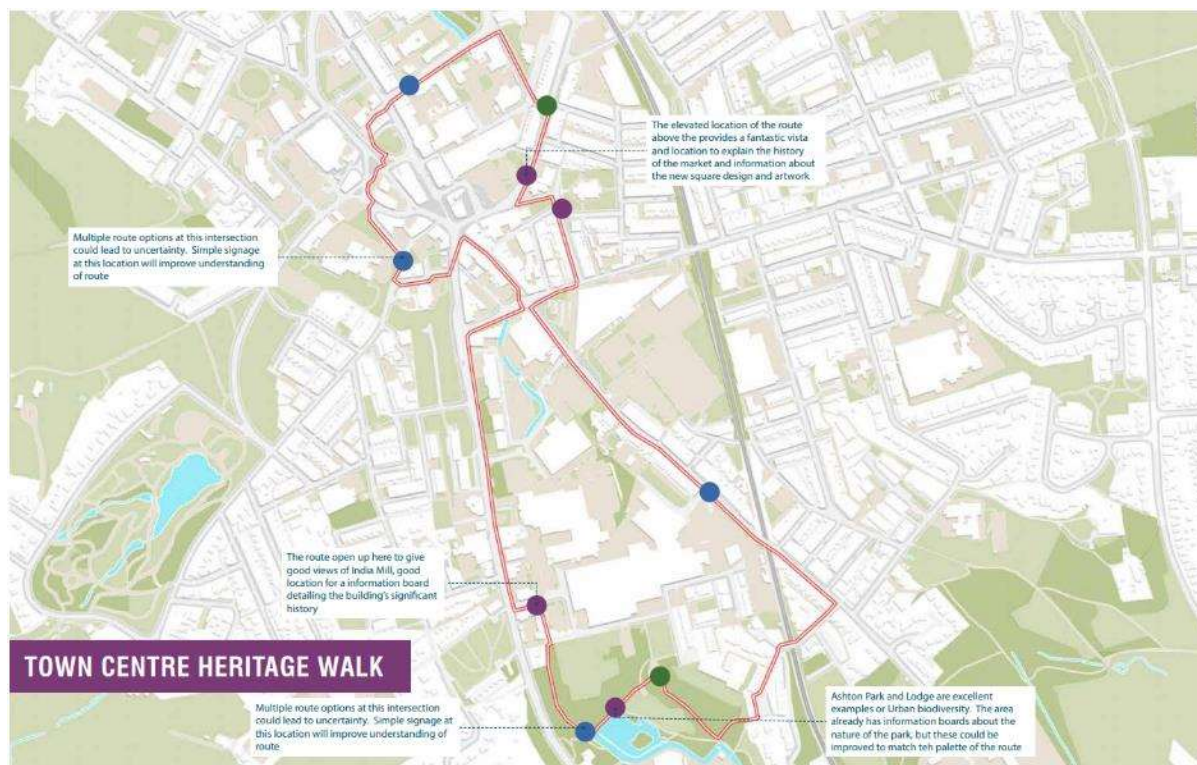 The elevated location of the route
above the provides a fantastic vista
and location to explain the history
of the market and information about
the new square design and artwork
Multiple route options at this intersection
could lead to uncertainty. Simple signage
at this location will improve understanding
of route
The route open up here to give
good views of India Mill, good
location for a information board
detailing the building's significant
history
TOWN CENTRE HERITAGE WALK
Multiple route options at this intersection
could lead to uncertainty. Simple signage at
this location will improve understanding of
route
Ashton Park and Lodge are excellent
examples or Urban biodiversity. The area
already has information boards about the
nature of the park, but these could be
improved to match teh palette of the route